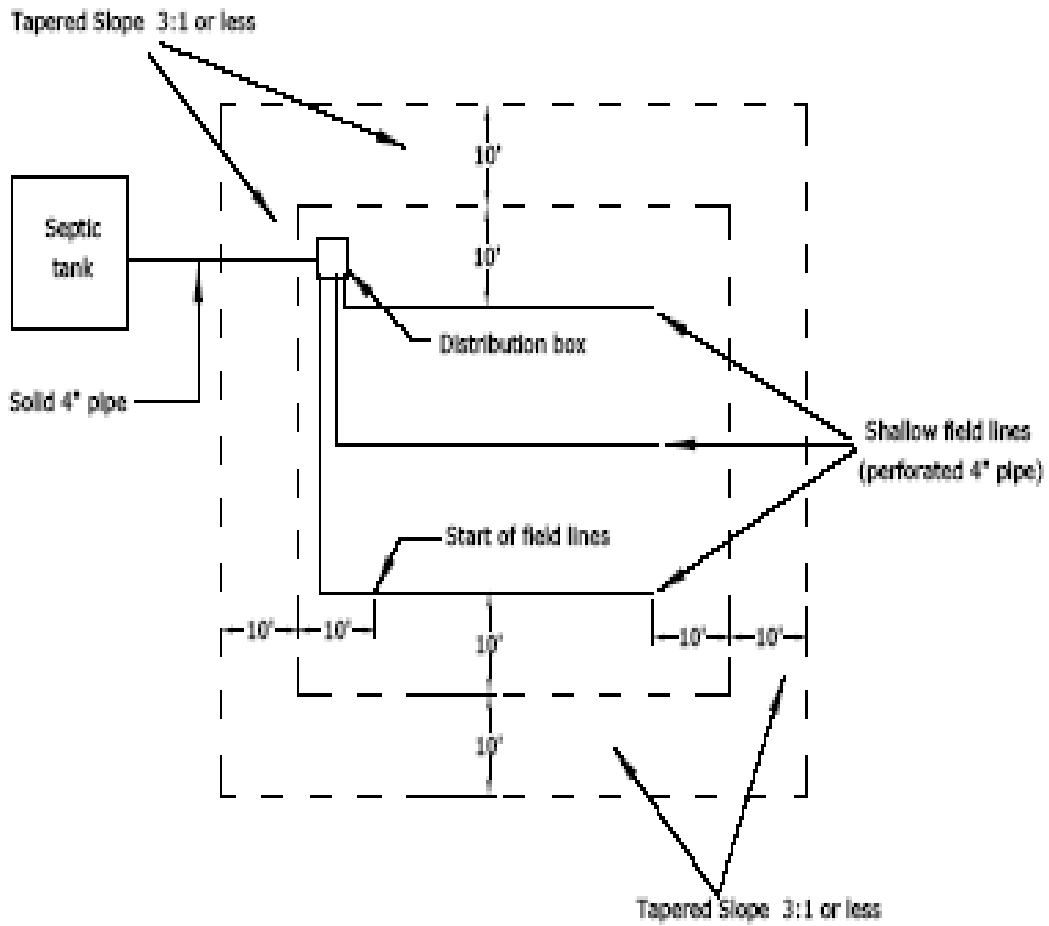 Tapered Slope 3:1 or less
10'
Septic
tank
10'
Distribution box
Solid 4" pipe
Shallow field lines
(perforated 4" pipe)
Start of field lines
10'
10'
10'
10'
10'
10'
Tapered Slope 3:1 or less